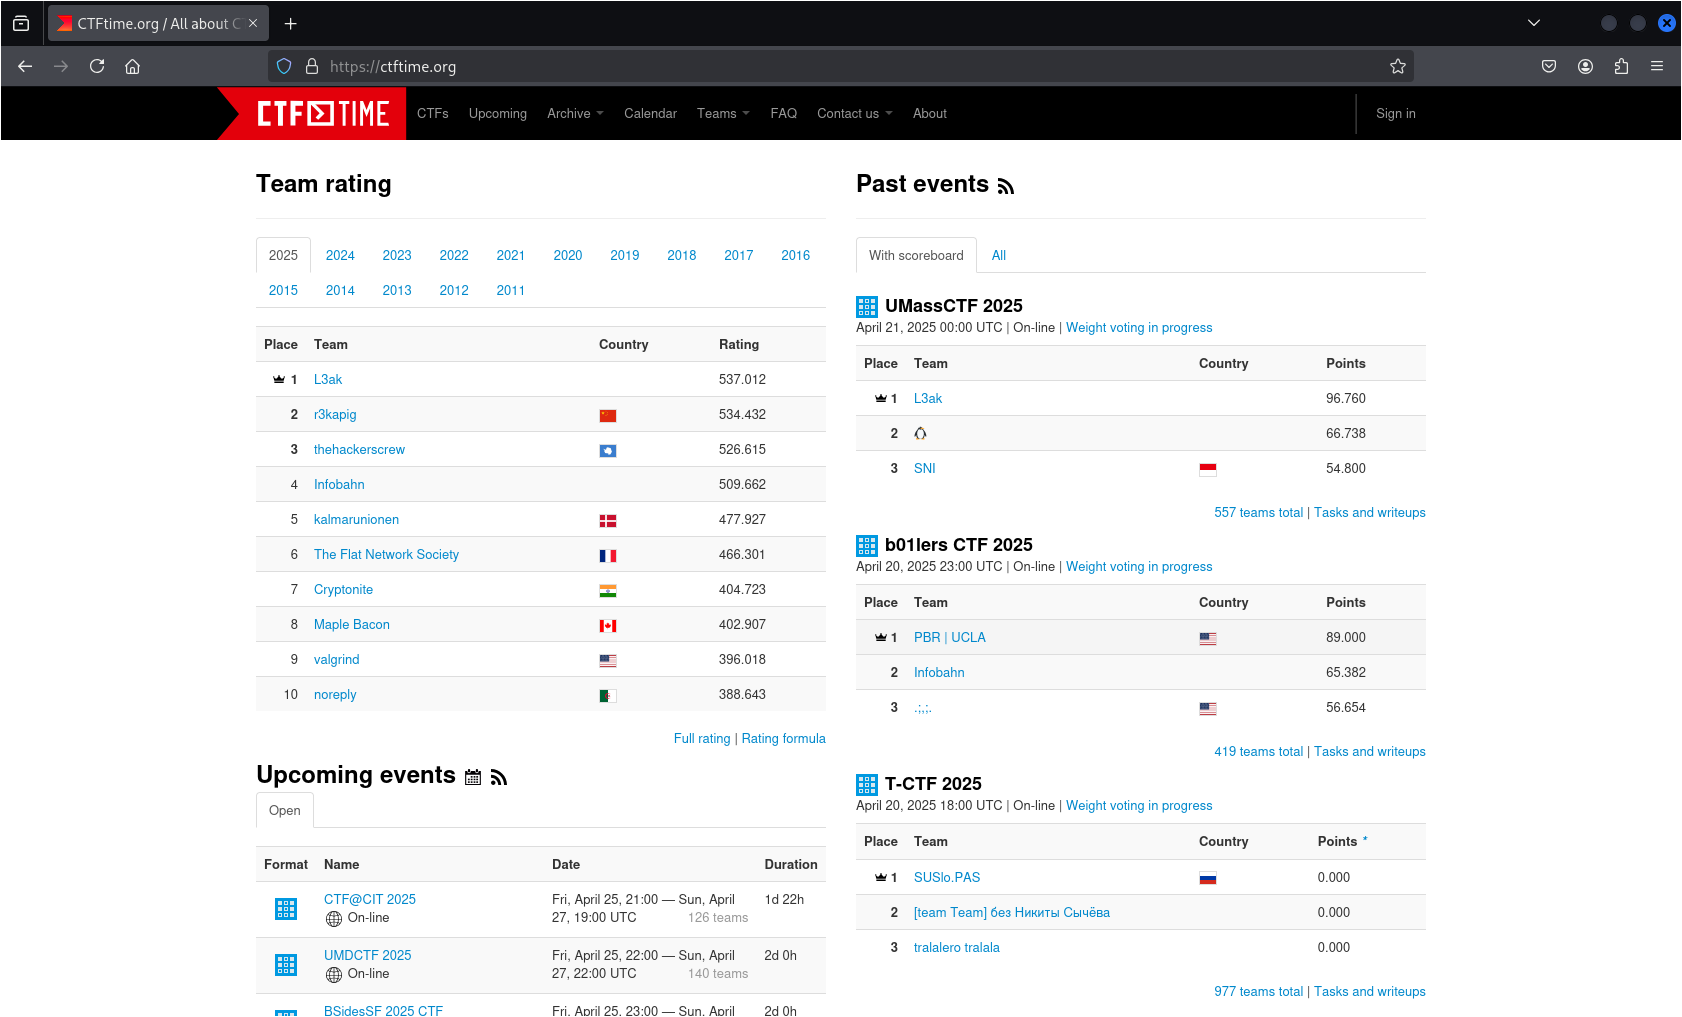 CTFtime.org / All about C
https://ctftime.org
CTF TIME
CTFs Upcoming Archive Calendar Teams FAQ Contact us About Sign in
Team rating
2025 2024 2023 2022 2021 2020 2019 2018 2017 2016
2015 2014 2013 2012 2011
Place Team Country Rating
1 L3ak 537.012
2 r3kapig 534.432
3 thehackerscrew 526.615
4 Infobahn 509.662
5 kalmarunionen 477.927
6 The Flat Network Society 466.301
7 Cryptonite 404.723
8 Maple Bacon 402.907
9 valgrind 396.018
10 noreply 388.643
Full rating | Rating formula
Upcoming events
Open
Format Name Date Duration
CTF@CIT 2025 Fri, April 25, 21:00 — Sun, April 1d 22h
On-line 27, 19:00 UTC 126 teams
UMDCTF 2025 Fri, April 25, 22:00 — Sun, April 2d 0h
On-line 27, 22:00 UTC 140 teams
BSidesSF 2025 CTF Fri, April 25, 23:00 — Sun, April 2d 0h
Past events
With scoreboard All
UMassCTF 2025
April 21, 2025 00:00 UTC | On-line | Weight voting in progress
Place Team Country Points
1 L3ak 96.760
2 🐧 66.738
3 SNI 54.800
557 teams total | Tasks and writeups
b01lers CTF 2025
April 20, 2025 23:00 UTC | On-line | Weight voting in progress
Place Team Country Points
1 PBR | UCLA 89.000
2 Infobahn 65.382
3 .;,;. 56.654
419 teams total | Tasks and writeups
T-CTF 2025
April 20, 2025 18:00 UTC | On-line | Weight voting in progress
Place Team Country Points *
1 SUSlo.PAS 0.000
2 [team Team] без Никиты Сычёва 0.000
3 tralalero tralala 0.000
977 teams total | Tasks and writeups